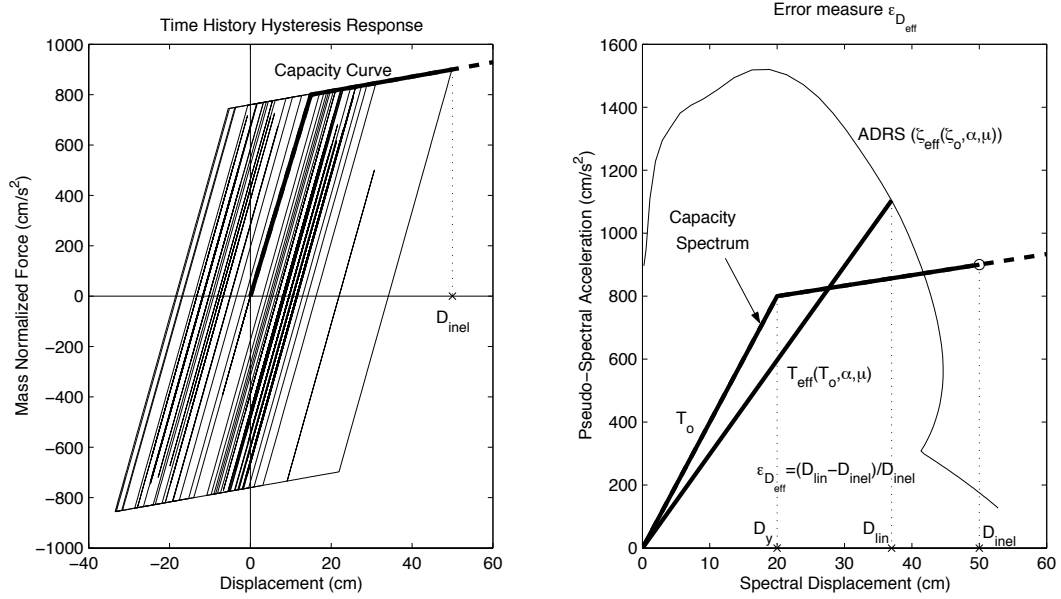 Time History Hysteresis Response
1000
800
600
400
200
0
−200
−400
−600
−800
−1000
Mass Normalized Force (cm/s²)
Capacity Curve
D_inel
−40
−20
0
20
40
60
Displacement (cm)
Error measure ε_D_eff
1600
1400
1200
1000
800
600
400
200
0
Pseudo−Spectral Acceleration (cm/s²)
ADRS (ζ_eff(ζ_o,α,μ))
Capacity
Spectrum
T_eff(T_o,α,μ)
T_o
ε_D_eff=(D_lin−D_inel)/D_inel
D_y
D_lin
D_inel
0
10
20
30
40
50
60
Spectral Displacement (cm)